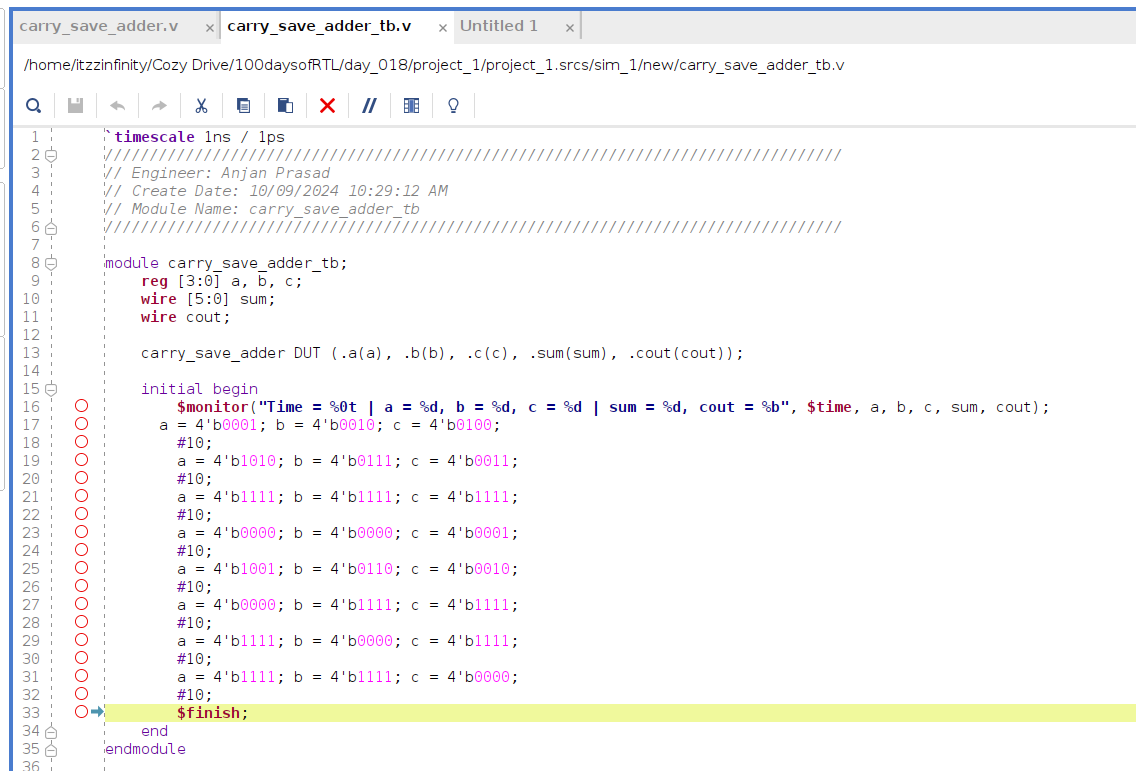 carry_save_adder.v × carry_save_adder_tb.v × Untitled 1 ×
/home/itzzinfinity/Cozy Drive/100daysofRTL/day_018/project_1/project_1.srcs/sim_1/new/carry_save_adder_tb.v
1 `timescale 1ns / 1ps
2 //////////////////////////////////////////////////////////////////////////////////
3 // Engineer: Anjan Prasad
4 // Create Date: 10/09/2024 10:29:12 AM
5 // Module Name: carry_save_adder_tb
6 //////////////////////////////////////////////////////////////////////////////////
7
8 module carry_save_adder_tb;
9 reg [3:0] a, b, c;
10 wire [5:0] sum;
11 wire cout;
12
13 carry_save_adder DUT (.a(a), .b(b), .c(c), .sum(sum), .cout(cout));
14
15 initial begin
16 $monitor("Time = %0t | a = %d, b = %d, c = %d | sum = %d, cout = %b", $time, a, b, c, sum, cout);
17 a = 4'b0001; b = 4'b0010; c = 4'b0100;
18 #10;
19 a = 4'b1010; b = 4'b0111; c = 4'b0011;
20 #10;
21 a = 4'b1111; b = 4'b1111; c = 4'b1111;
22 #10;
23 a = 4'b0000; b = 4'b0000; c = 4'b0001;
24 #10;
25 a = 4'b1001; b = 4'b0110; c = 4'b0010;
26 #10;
27 a = 4'b0000; b = 4'b1111; c = 4'b1111;
28 #10;
29 a = 4'b1111; b = 4'b0000; c = 4'b1111;
30 #10;
31 a = 4'b1111; b = 4'b1111; c = 4'b0000;
32 #10;
33 $finish;
34 end
35 endmodule
36